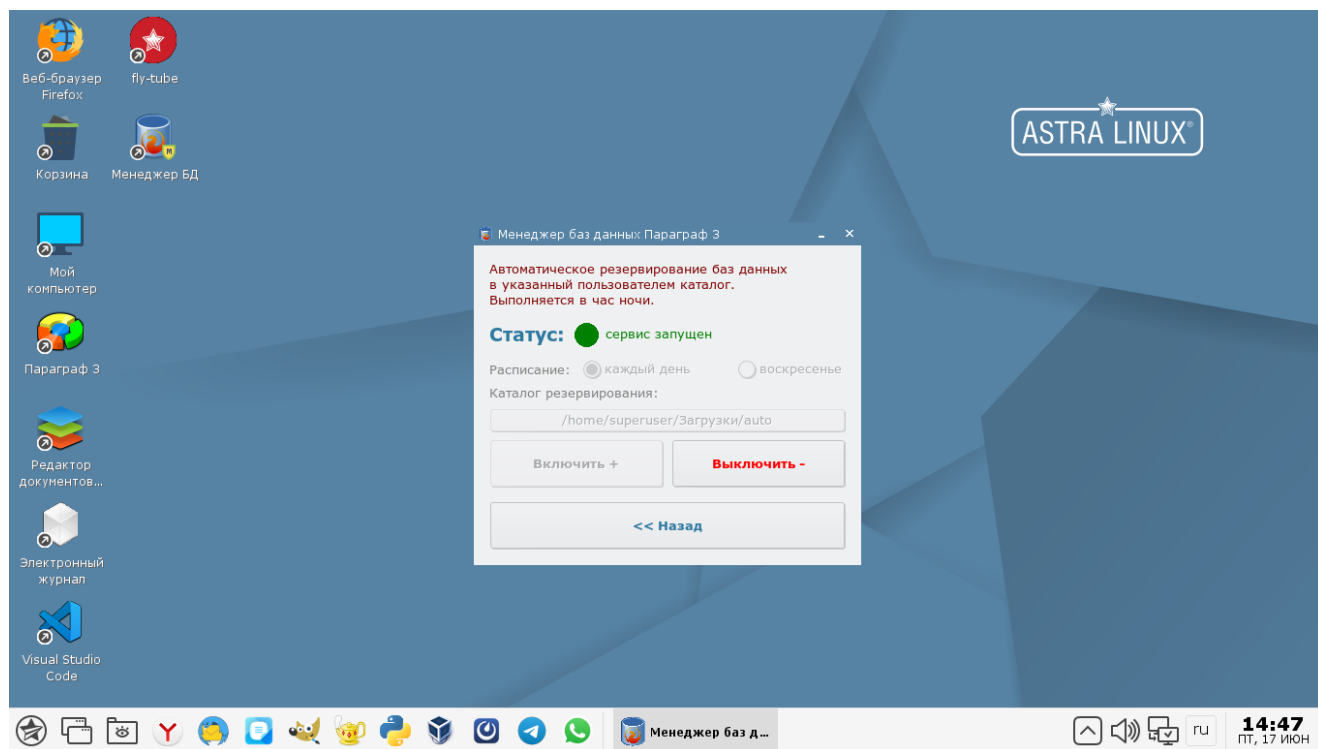 Веб-браузер
Firefox
fly-tube
Корзина
Менеджер БД
Мой
компьютер
Параграф 3
Редактор
документов...
Электронный
журнал
Visual Studio
Code
ASTRA LINUX®
Менеджер баз данных Параграф 3
Автоматическое резервирование баз данных
в указанный пользователем каталог.
Выполняется в час ночи.
Статус: сервис запущен
Расписание: каждый день воскресенье
Каталог резервирования:
/home/superuser/Загрузки/auto
Включить +
Выключить -
<< Назад
Менеджер баз д...
ru
14:47
ПТ, 17 ИЮН